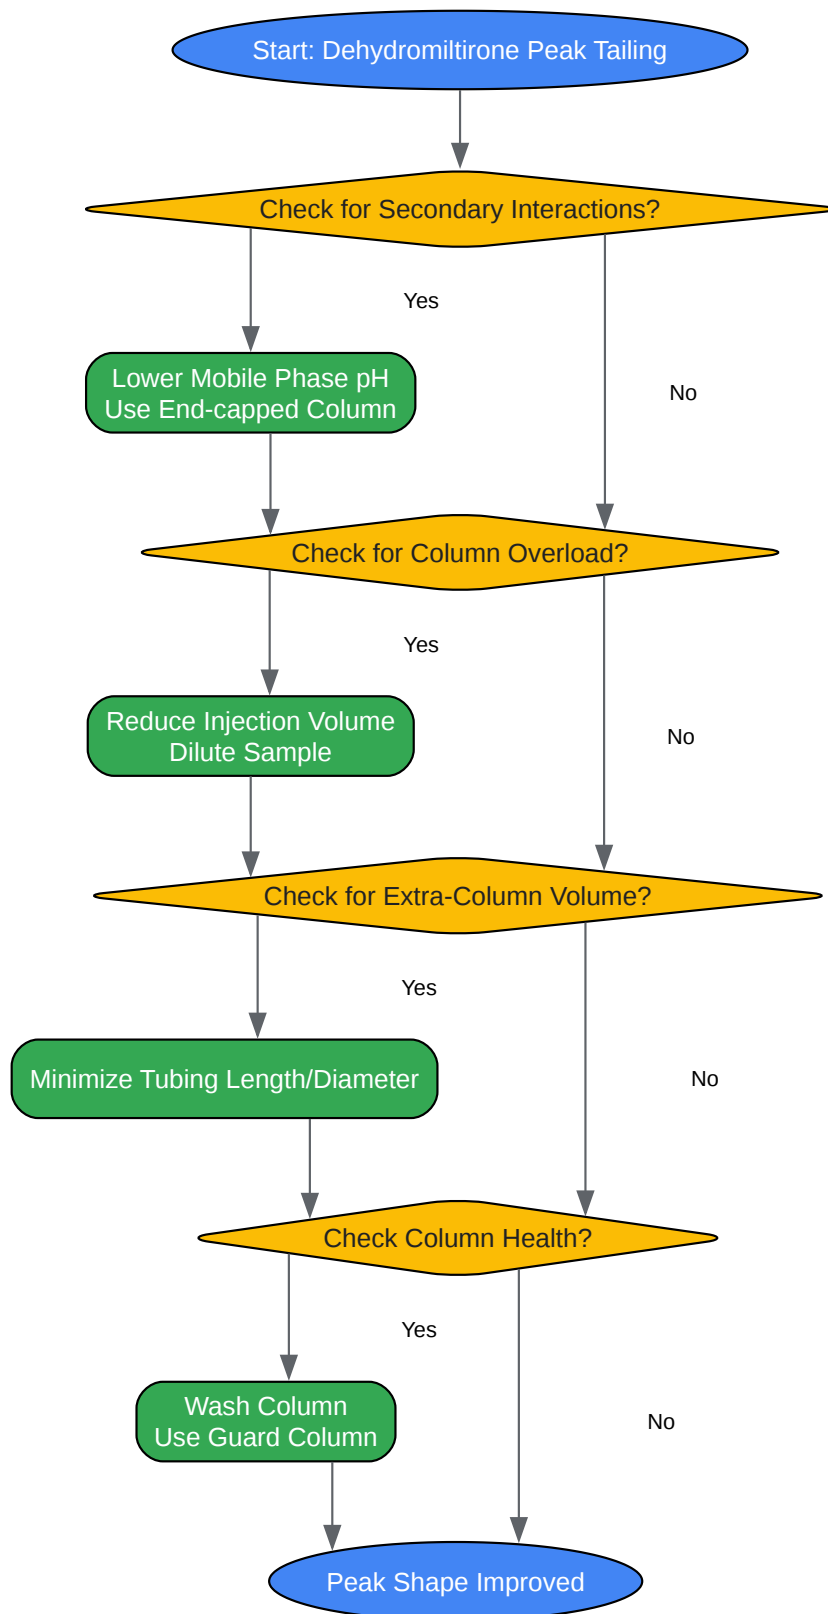 Start: Dehydromiltirone Peak Tailing
Check for Secondary Interactions?
Yes
Lower Mobile Phase pH
Use End-capped Column
No
Check for Column Overload?
Yes
Reduce Injection Volume
Dilute Sample
No
Check for Extra-Column Volume?
Yes
Minimize Tubing Length/Diameter
No
Check Column Health?
Yes
Wash Column
Use Guard Column
No
Peak Shape Improved